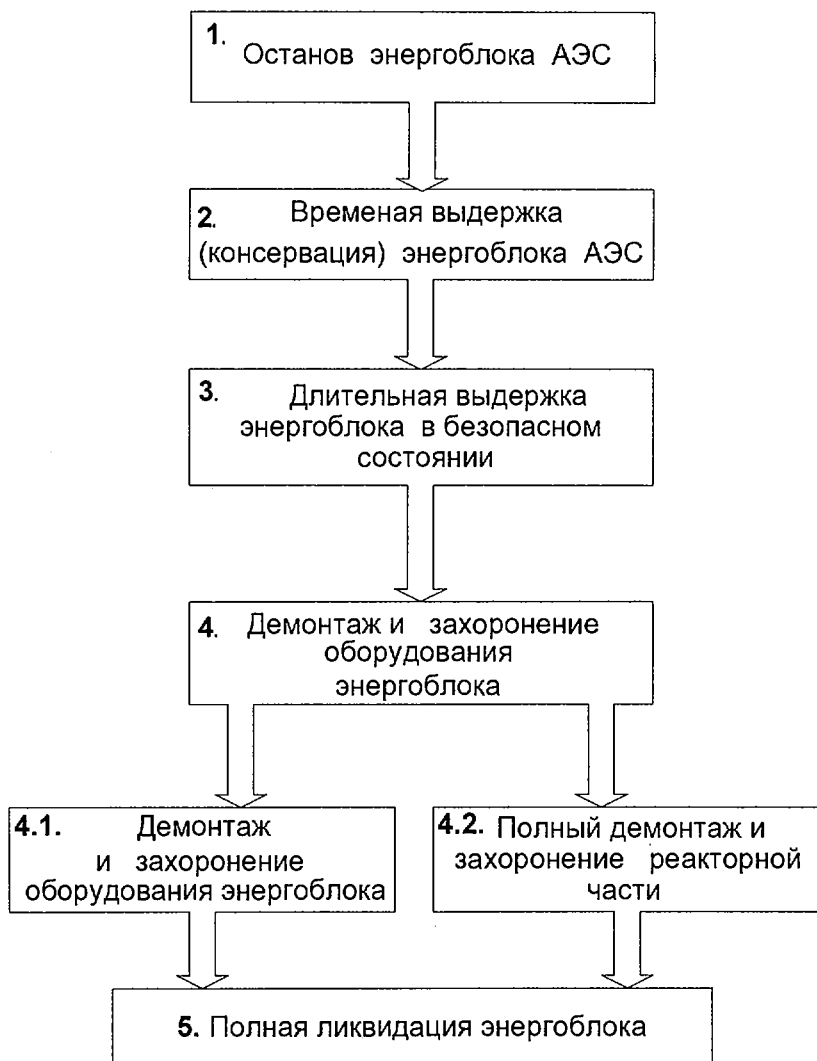 1. Останов энергоблока АЭС
2. Временая выдержка
(консервация) энергоблока АЭС
3. Длительная выдержка
энергоблока в безопасном
состоянии
4. Демонтаж и захоронение
оборудования
энергоблока
4.1. Демонтаж
и захоронение
оборудования энергоблока
4.2. Полный демонтаж и
захоронение реакторной
части
5. Полная ликвидация энергоблока